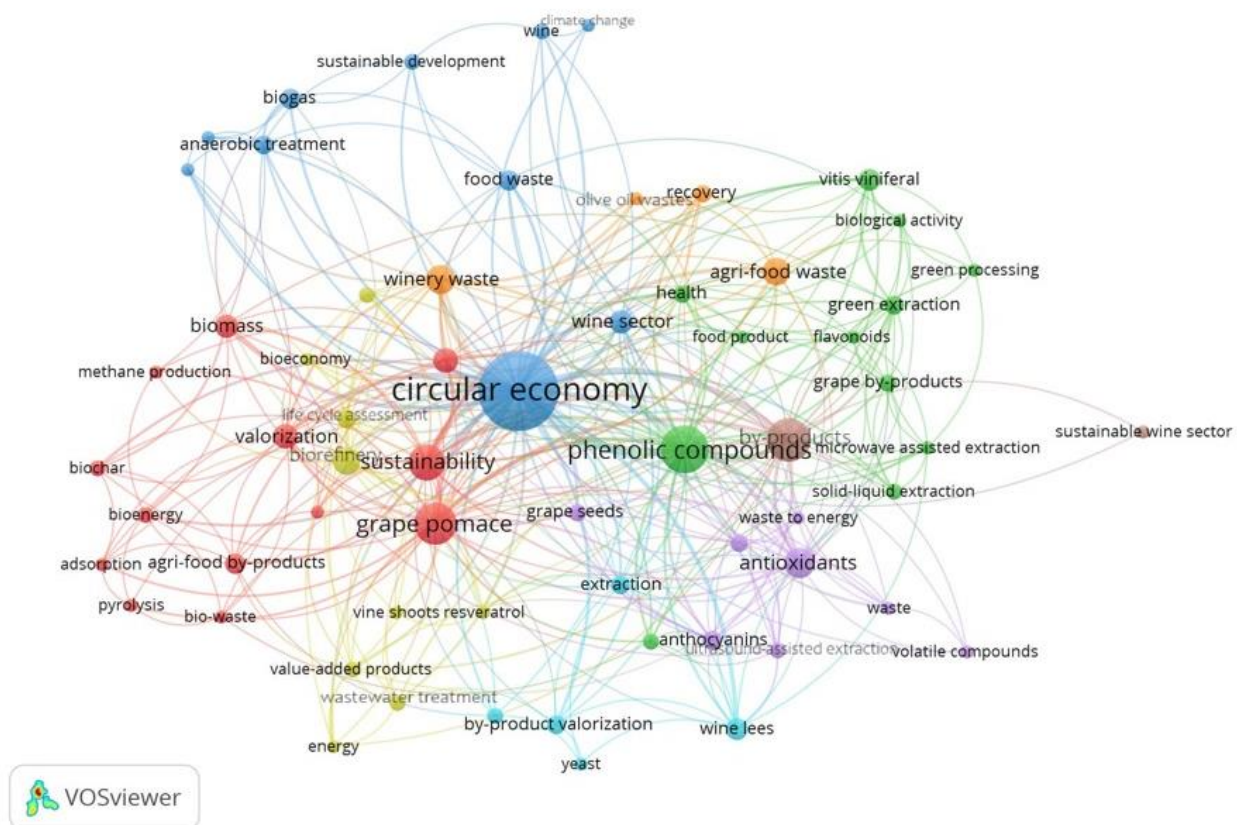 climate change
wine
sustainable development
biogas
anaerobic treatment
food waste
vitis viniferal
olive oil wastes
recovery
biological activity
winery waste
agri-food waste
green processing
health
green extraction
biomass
wine sector
food product
flavonoids
bioeconomy
methane production
circular economy
grape by-products
life cycle assessment
valorization
by-products
sustainable wine sector
biorefinery
sustainability
phenolic compounds
microwave assisted extraction
biochar
solid-liquid extraction
bioenergy
grape pomace
grape seeds
waste to energy
adsorption
agri-food by-products
antioxidants
extraction
pyrolysis
bio-waste
vine shoots
resveratrol
waste
anthocyanins
ultrasound-assisted extraction
volatile compounds
value-added products
wastewater treatment
by-product valorization
wine lees
energy
yeast
VOSviewer